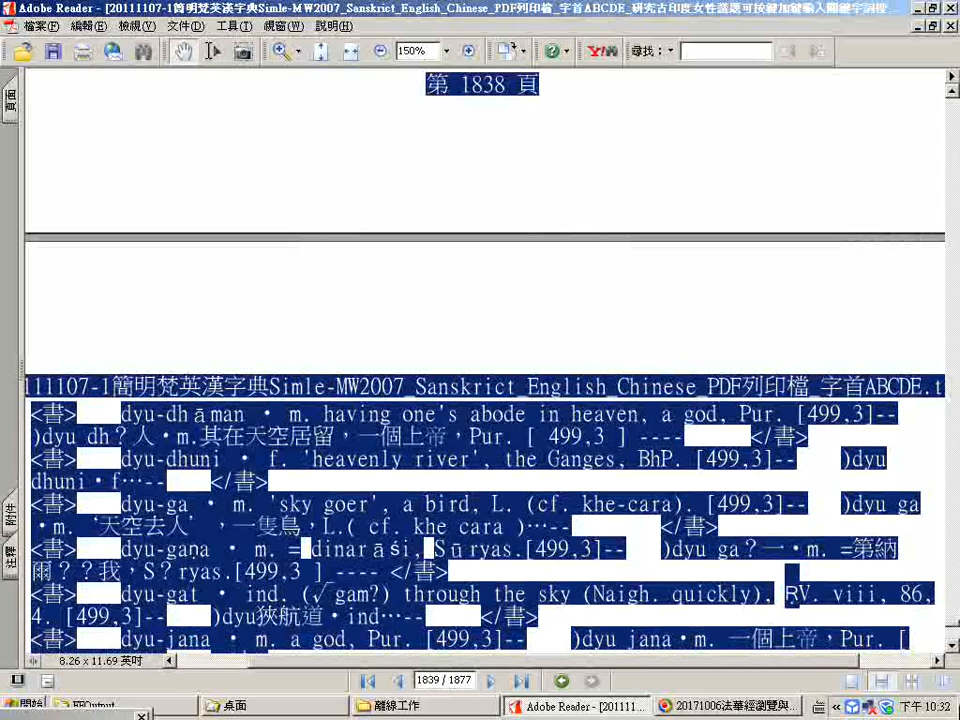 Adobe Reader - [20111107-1簡明梵英漢字典Simle-MW2007_Sanskrict_English_Chinese_PDF列印檔_字首ABCDE_研究古印度女性議題可按鍵加鍵輸入關鍵字詞搜
檔案(F) 編輯(E) 檢視(V) 文件(D) 工具(T) 視窗(W) 說明(H)
150% 尋找：
頁面
第 1838 頁
111107-1簡明梵英漢字典Simle-MW2007_Sanskrict_English_Chinese_PDF列印檔_字首ABCDE.t
<書> dyu-dhāman · m. having one's abode in heaven, a god, Pur. [499,3]--
)dyu dh？人·m.其在天空居留，一個上帝，Pur. [ 499,3 ] ---- </書>
<書> dyu-dhuni · f. 'heavenly river', the Ganges, BhP. [499,3]-- )dyu
dhuni·f…-- </書>
<書> dyu-ga · m. 'sky goer', a bird, L. (cf. khe-cara). [499,3]-- )dyu ga
·m. ‘天空去人’，一隻鳥，L.( cf. khe cara )…-- </書>
<書> dyu-gaṇa · m. = dinarāśi, Sūryas.[499,3]-- )dyu ga？一·m. =第納
爾？？我，S？ryas.[499,3 ] ---- </書>
<書> dyu-gat · ind. (√gam?) through the sky (Naigh. quickly), ṚV. viii, 86,
4. [499,3]-- )dyu狹航道·ind…-- </書>
<書> dyu-jana · m. a god, Pur. [499,3]-- )dyu jana·m. 一個上帝，Pur. [
附件
注釋
8.26 x 11.69 英吋
1839 / 1877
開始 FFOutput 桌面 離線工作 Adobe Reader - [201111... 20171006法華經瀏覽與... 下午 10:32